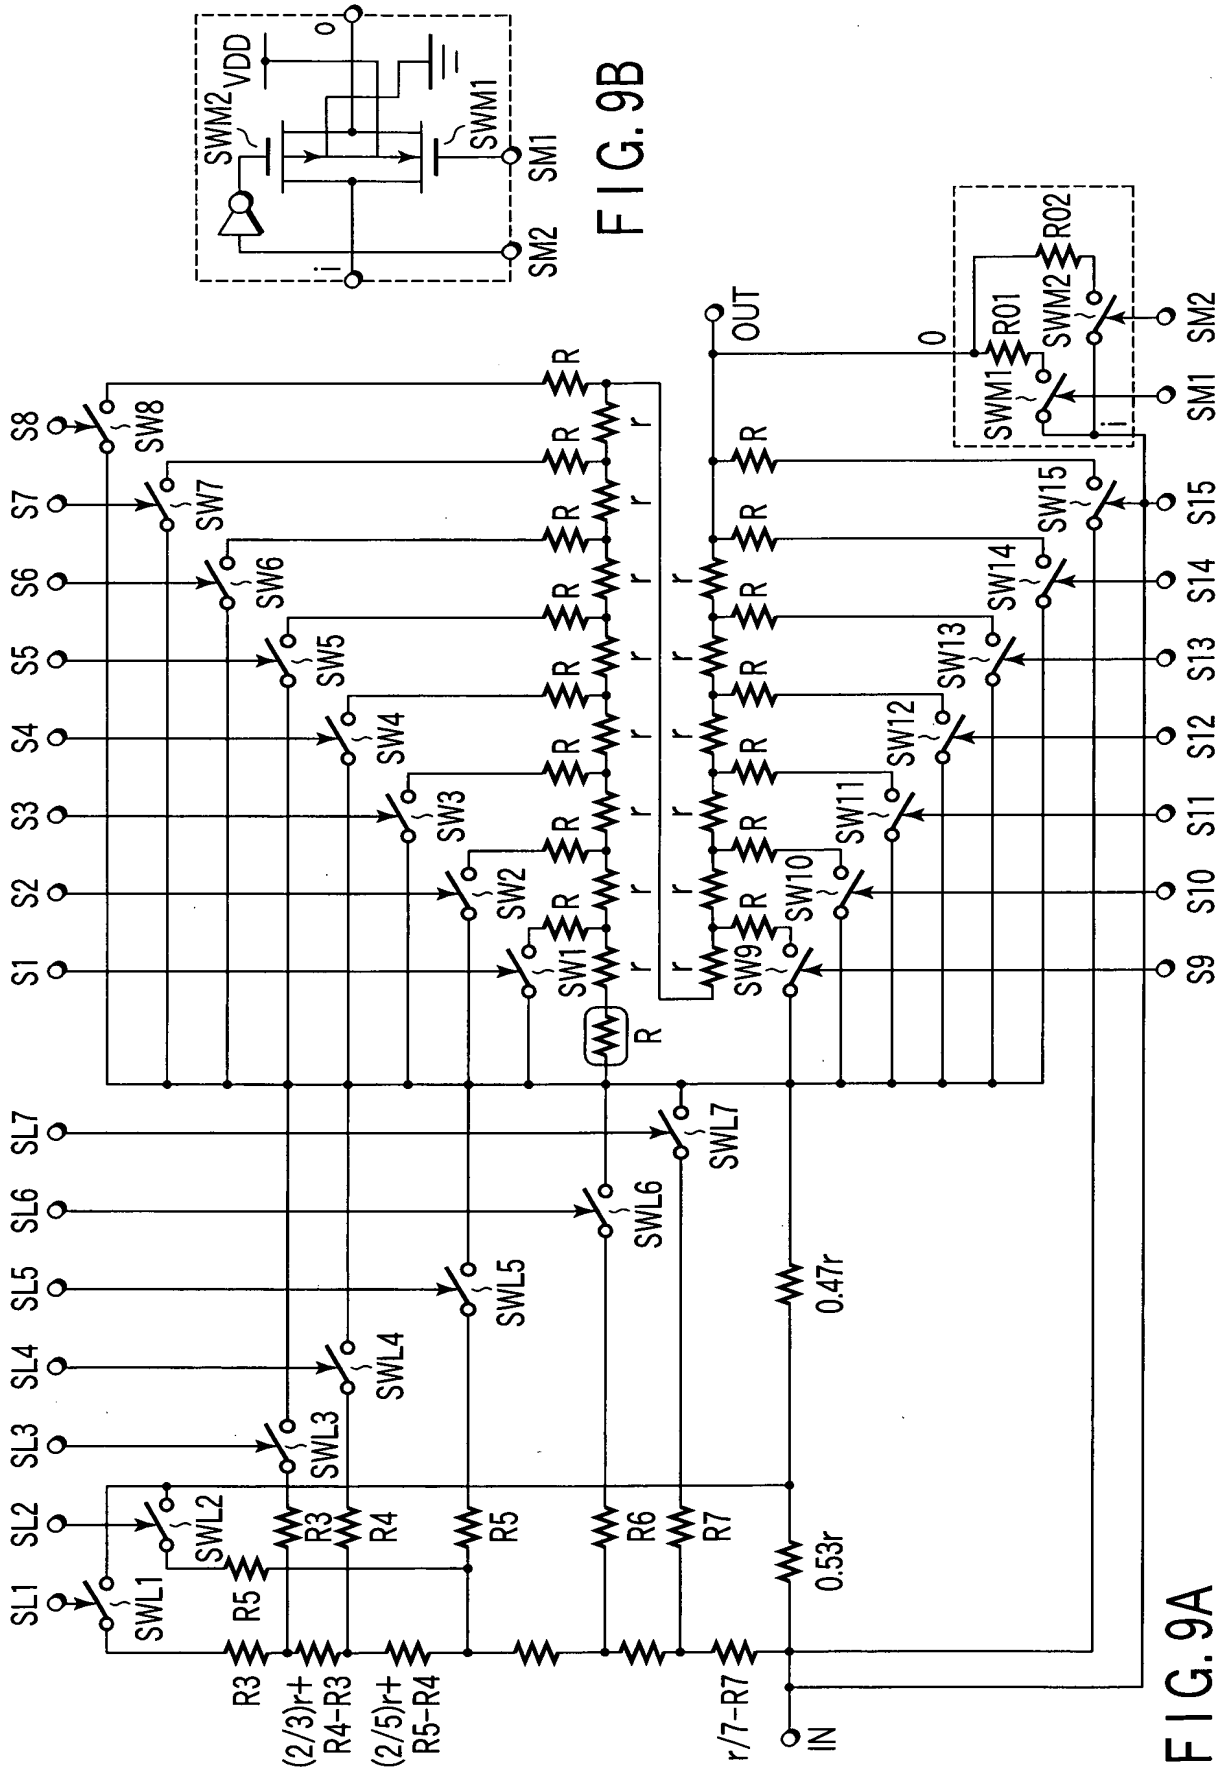 SL1
SL2
SL3
SL4
SL5
SL6
SL7
S1
S2
S3
S4
S5
S6
S7
S8
SWL1
SWL2
SWL3
SWL4
SWL5
SWL6
SWL7
SW1
SW2
SW3
SW4
SW5
SW6
SW7
SW8
R3
(2/3)r+
R4-R3
(2/5)r+
R5-R4
r/7-R7
R5
R3
R4
R5
R6
R7
0.53r
0.47r
IN
R
R
R
R
R
R
R
R
R
r
r
r
r
r
r
r
r
r
r
r
r
r
r
R
R
R
R
R
R
R
SW9
SW10
SW11
SW12
SW13
SW14
SW15
S9
S10
S11
S12
S13
S14
S15
OUT
O
SWM1
R01
SWM2
R02
i
SM1
SM2
FIG. 9A
SWM2
VDD
O
i
SWM1
SM2
SM1
FIG. 9B